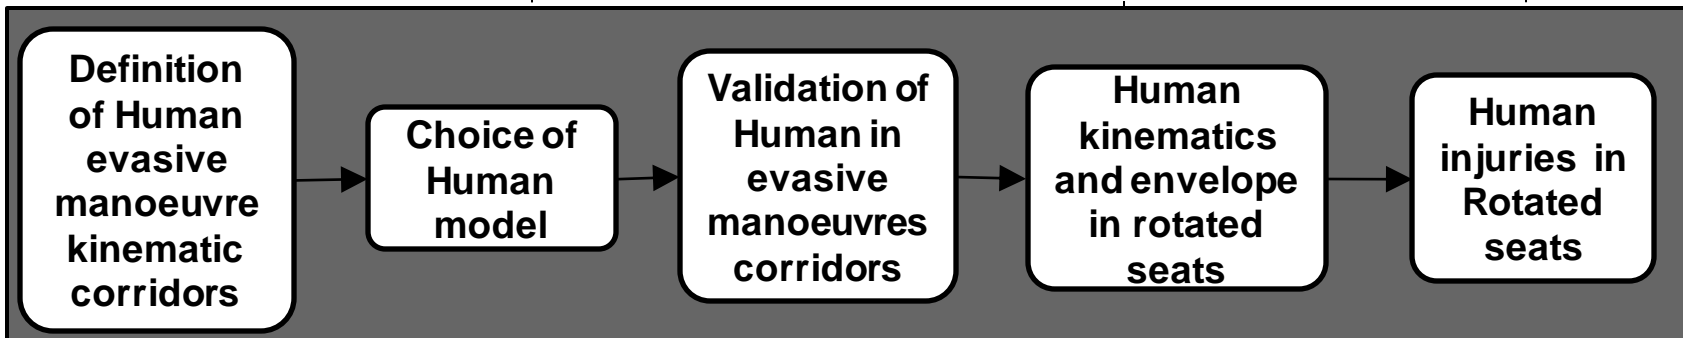 Definition
of Human
evasive
manoeuvre
kinematic
corridors
Choice of
Human
model
Validation of
Human in
evasive
manoeuvres
corridors
Human
kinematics
and envelope
in rotated
seats
Human
injuries in
Rotated
seats